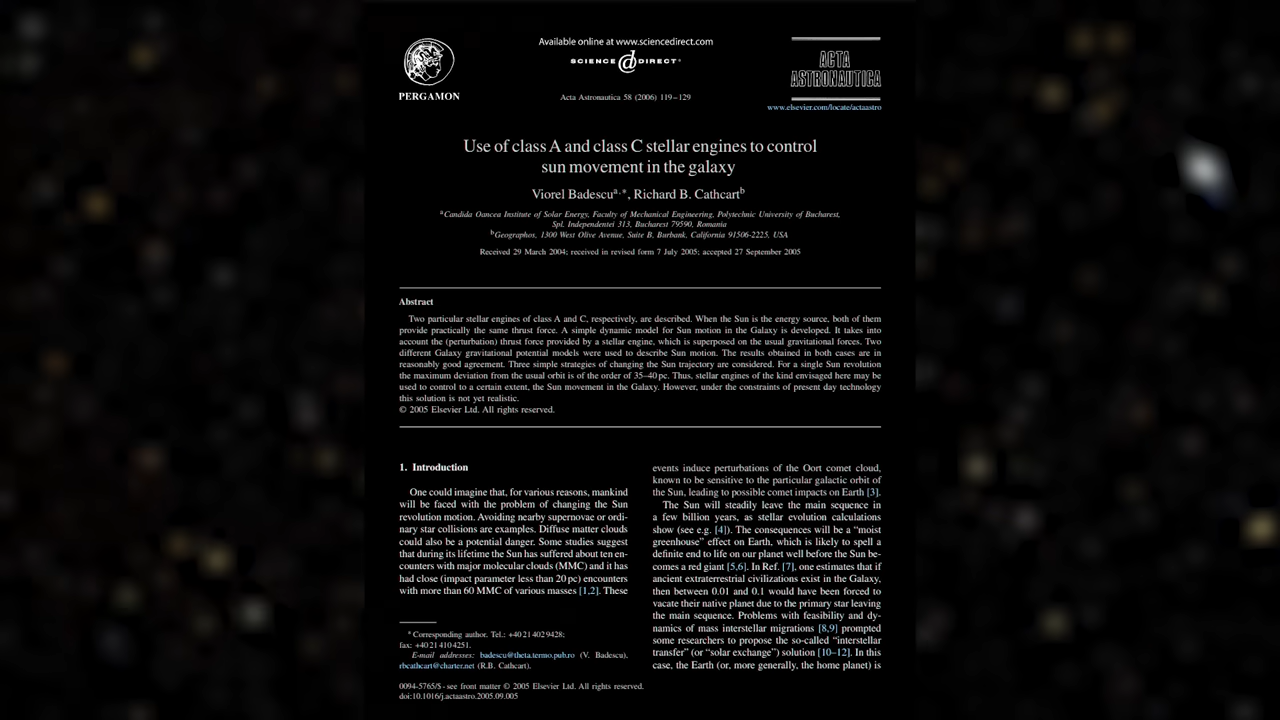 Available online at www.sciencedirect.com
SCIENCE DIRECT®
PERGAMON
Acta Astronautica 58 (2006) 119–129
ACTA
ASTRONAUTICA
www.elsevier.com/locate/actaastro
Use of class A and class C stellar engines to control
sun movement in the galaxy
Viorel Badescuᵃ,*, Richard B. Cathcartᵇ
ᵃCandida Oancea Institute of Solar Energy, Faculty of Mechanical Engineering, Polytechnic University of Bucharest,
Spl. Independentei 313, Bucharest 79590, Romania
ᵇGeographos, 1300 West Olive Avenue, Suite B, Burbank, California 91506-2225, USA
Received 29 March 2004; received in revised form 7 July 2005; accepted 27 September 2005
Abstract
Two particular stellar engines of class A and C, respectively, are described. When the Sun is the energy source, both of them
provide practically the same thrust force. A simple dynamic model for Sun motion in the Galaxy is developed. It takes into
account the (perturbation) thrust force provided by a stellar engine, which is superposed on the usual gravitational forces. Two
different Galaxy gravitational potential models were used to describe Sun motion. The results obtained in both cases are in
reasonably good agreement. Three simple strategies of changing the Sun trajectory are considered. For a single Sun revolution
the maximum deviation from the usual orbit is of the order of 35–40 pc. Thus, stellar engines of the kind envisaged here may be
used to control to a certain extent, the Sun movement in the Galaxy. However, under the constraints of present day technology
this solution is not yet realistic.
© 2005 Elsevier Ltd. All rights reserved.
1. Introduction
One could imagine that, for various reasons, mankind
will be faced with the problem of changing the Sun
revolution motion. Avoiding nearby supernovae or ordi-
nary star collisions are examples. Diffuse matter clouds
could also be a potential danger. Some studies suggest
that during its lifetime the Sun has suffered about ten en-
counters with major molecular clouds (MMC) and it has
had close (impact parameter less than 20 pc) encounters
with more than 60 MMC of various masses [1,2]. These
ᵃ Corresponding author. Tel.: +40 21 402 9428;
fax: +40 21 410 4251.
E-mail addresses: badescu@theta.termo.pub.ro (V. Badescu),
rbcathcart@charter.net (R.B. Cathcart).
0094-5765/$ - see front matter © 2005 Elsevier Ltd. All rights reserved.
doi:10.1016/j.actaastro.2005.09.005
events induce perturbations of the Oort comet cloud,
known to be sensitive to the particular galactic orbit of
the Sun, leading to possible comet impacts on Earth [3].
The Sun will steadily leave the main sequence in
a few billion years, as stellar evolution calculations
show (see e.g. [4]). The consequences will be a “moist
greenhouse” effect on Earth, which is likely to spell a
definite end to life on our planet well before the Sun be-
comes a red giant [5,6]. In Ref. [7], one estimates that if
ancient extraterrestrial civilizations exist in the Galaxy,
then between 0.01 and 0.1 would have been forced to
vacate their native planet due to the primary star leaving
the main sequence. Problems with feasibility and dy-
namics of mass interstellar migrations [8,9] prompted
some researchers to propose the so-called “interstellar
transfer” (or “solar exchange”) solution [10–12]. In this
case, the Earth (or, more generally, the home planet) is